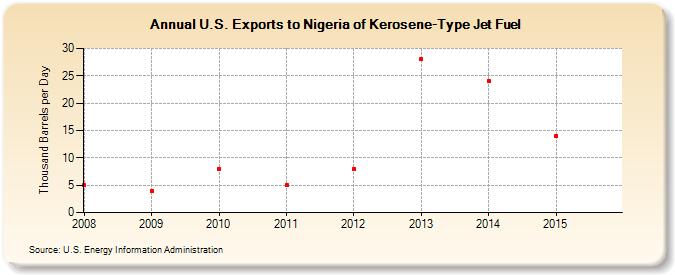 Annual U.S. Exports to Nigeria of Kerosene-Type Jet Fuel
Thousand Barrels per Day
30
25
20
15
10
5
0
2008 2009 2010 2011 2012 2013 2014 2015
Source: U.S. Energy Information Administration